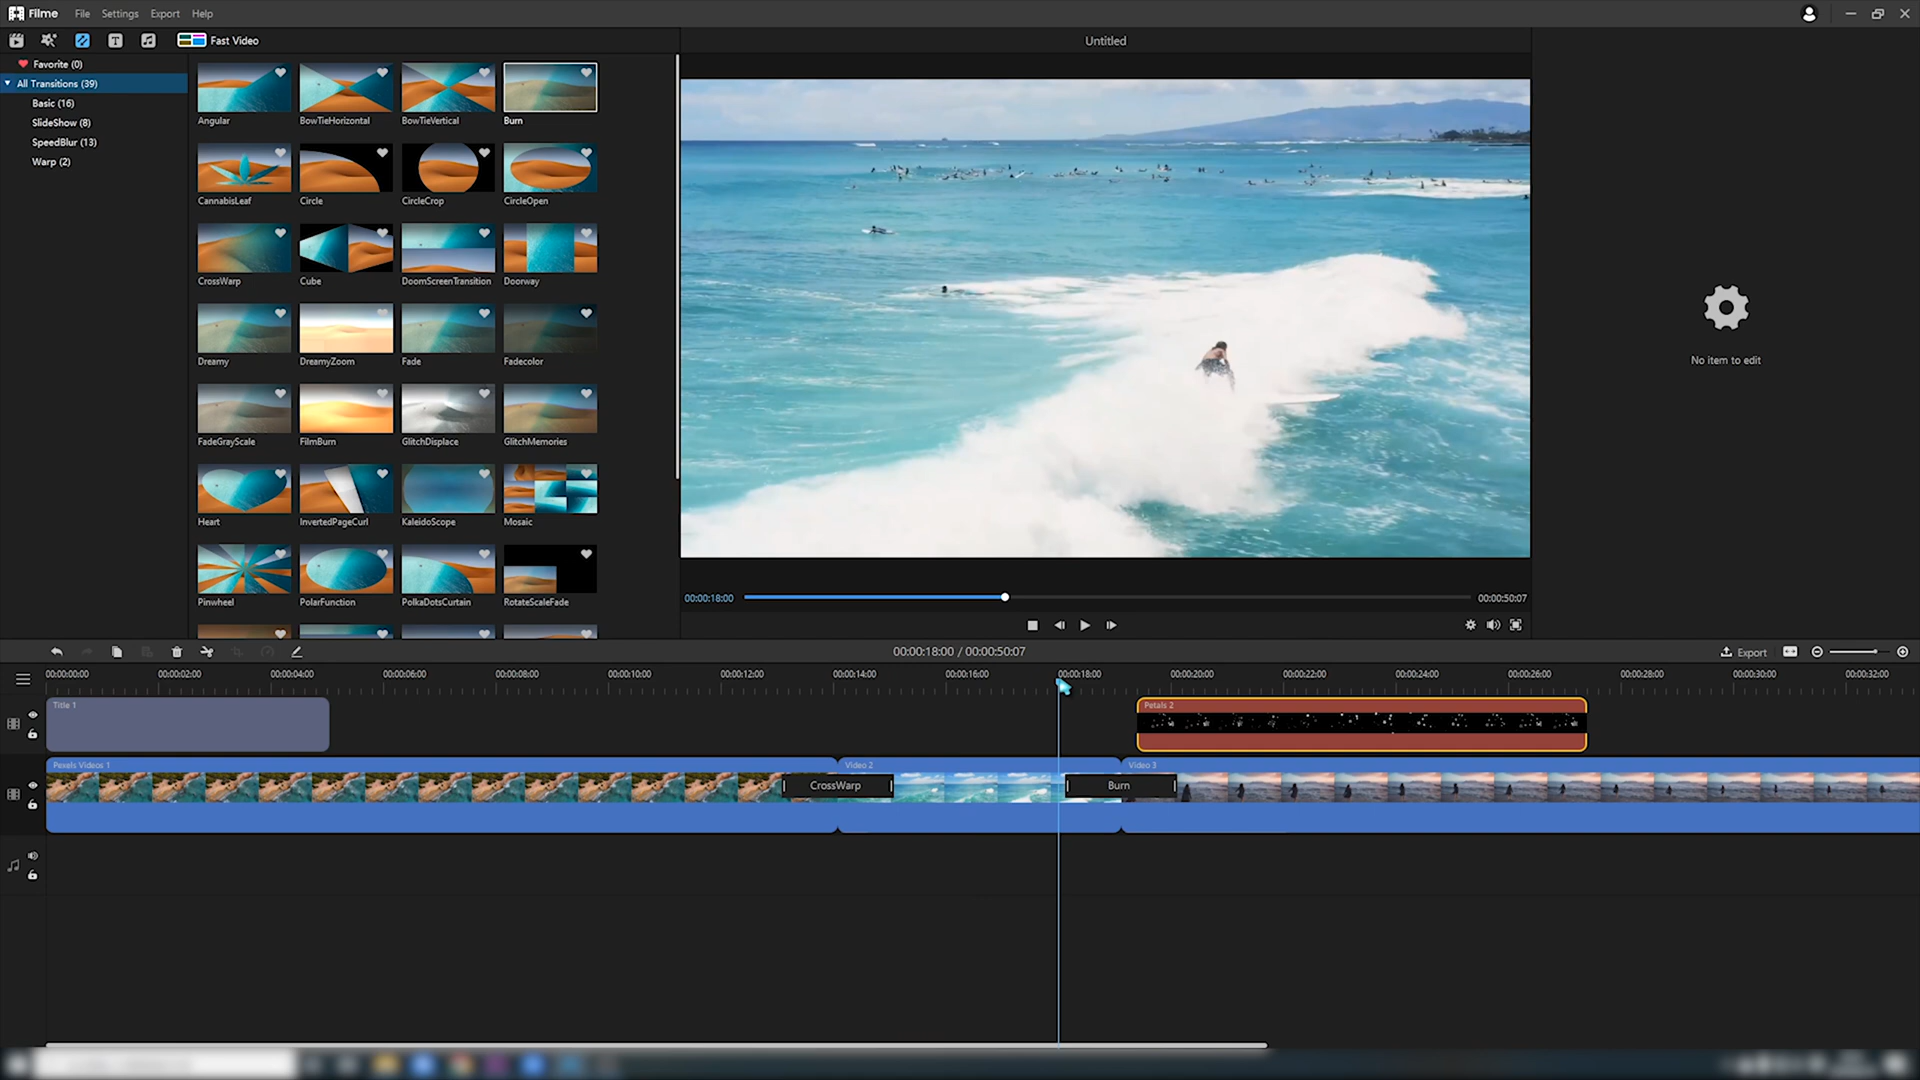 Filme File Settings Export Help
Fast Video
Untitled
Favorite (0)
All Transitions (39)
Basic (16)
SlideShow (8)
SpeedBlur (13)
Warp (2)
Angular BowTieHorizontal BowTieVertical Burn
CannabisLeaf Circle CircleCrop CircleOpen
CrossWarp Cube DoomScreenTransition Doorway
Dreamy DreamyZoom Fade Fadecolor
FadeGrayScale FilmBurn GlitchDisplace GlitchMemories
Heart InvertedPageCurl KaleidoScope Mosaic
Pinwheel PolarFunction PolkaDotsCurtain RotateScaleFade
No item to edit
00:00:18:00 00:00:50:07
00:00:18:00 / 00:00:50:07
Export
00:00:00:00 00:00:02:00 00:00:04:00 00:00:06:00 00:00:08:00 00:00:10:00 00:00:12:00 00:00:14:00 00:00:16:00 00:00:18:00 00:00:20:00 00:00:22:00 00:00:24:00 00:00:26:00 00:00:28:00 00:00:30:00 00:00:32:00
Title 1 Petals 2
Pexels Videos 1 Video 2 Video 3
CrossWarp Burn